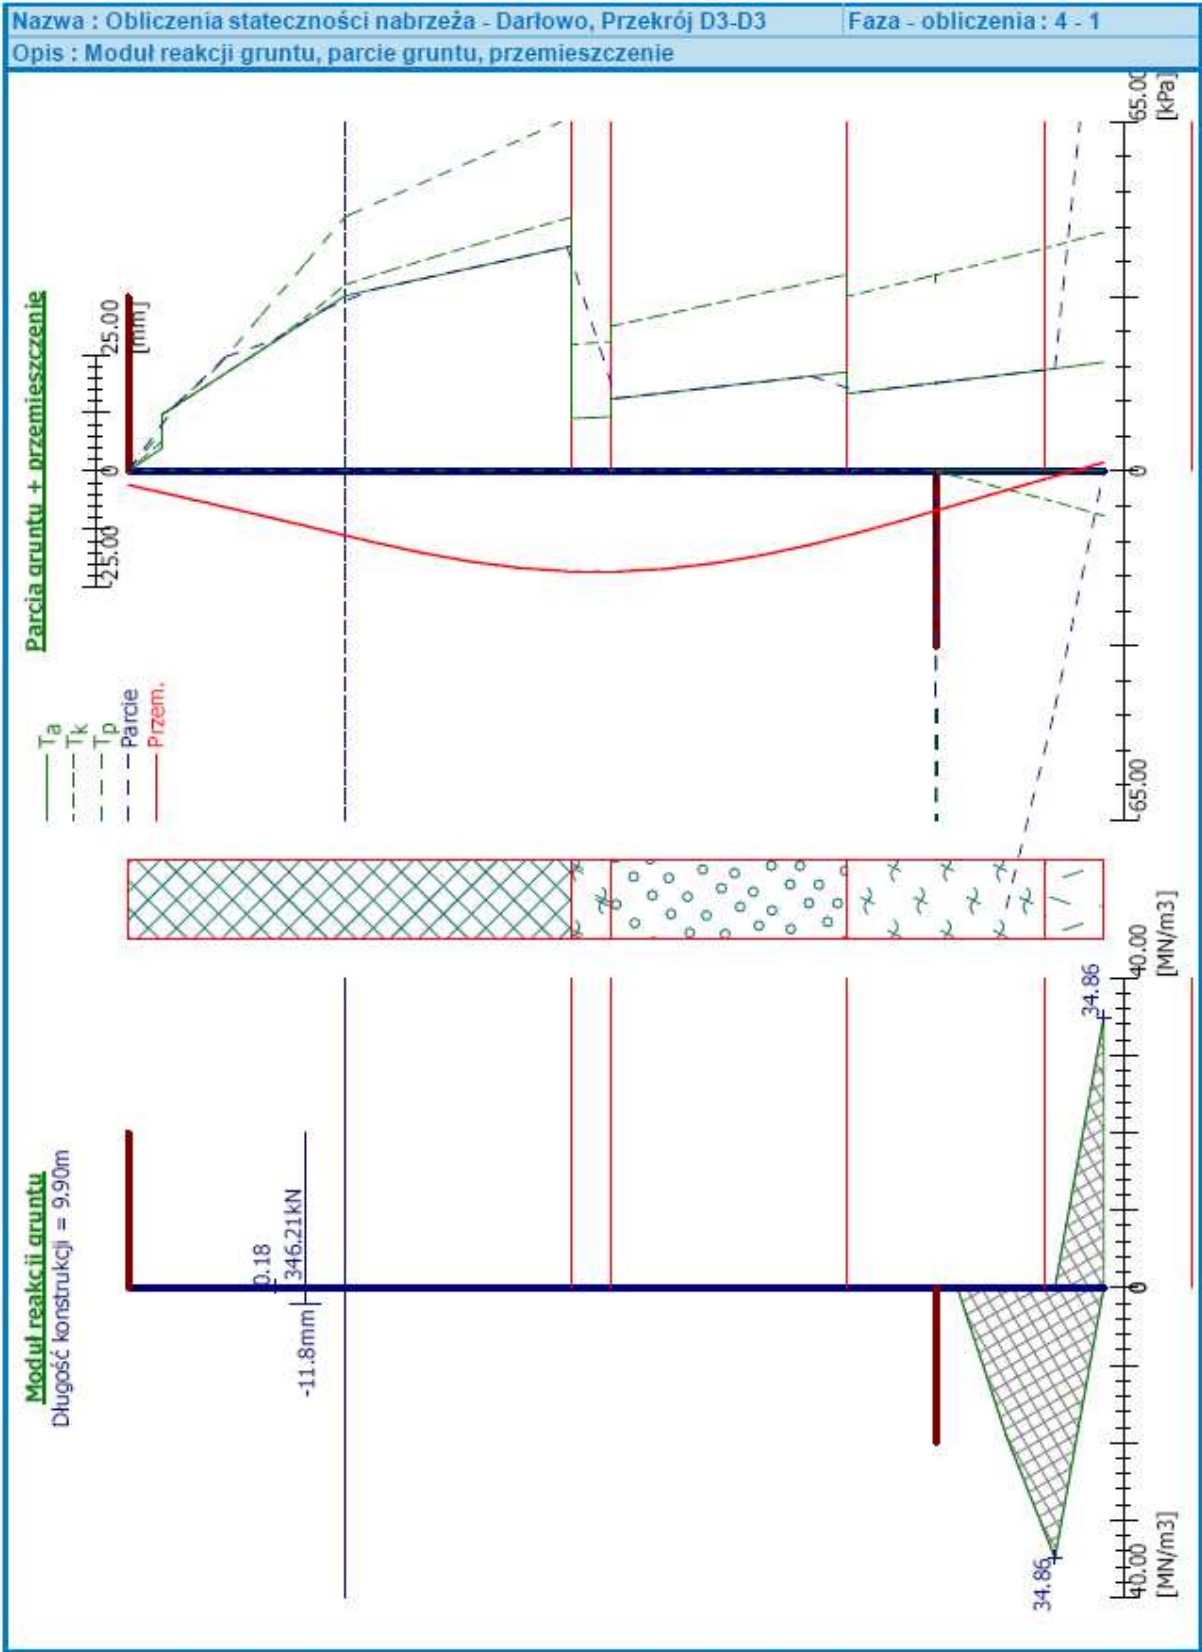 Nazwa : Obliczenia stateczności nabrzeża - Darłowo, Przekrój D3-D3
Faza - obliczenia : 4 - 1
Opis : Moduł reakcji gruntu, parcie gruntu, przemieszczenie
Moduł reakcji gruntu
Długość konstrukcji = 9.90m
0.18
346.21kN
-11.8mm
34.86
34.86
40.00
[MN/m3]
0
40.00
[MN/m3]
Parcia gruntu + przemieszczenie
Ta
Tk
Tp
Parcie
Przem.
-25.00
0
25.00
[mm]
-65.00
0
65.00
[kPa]